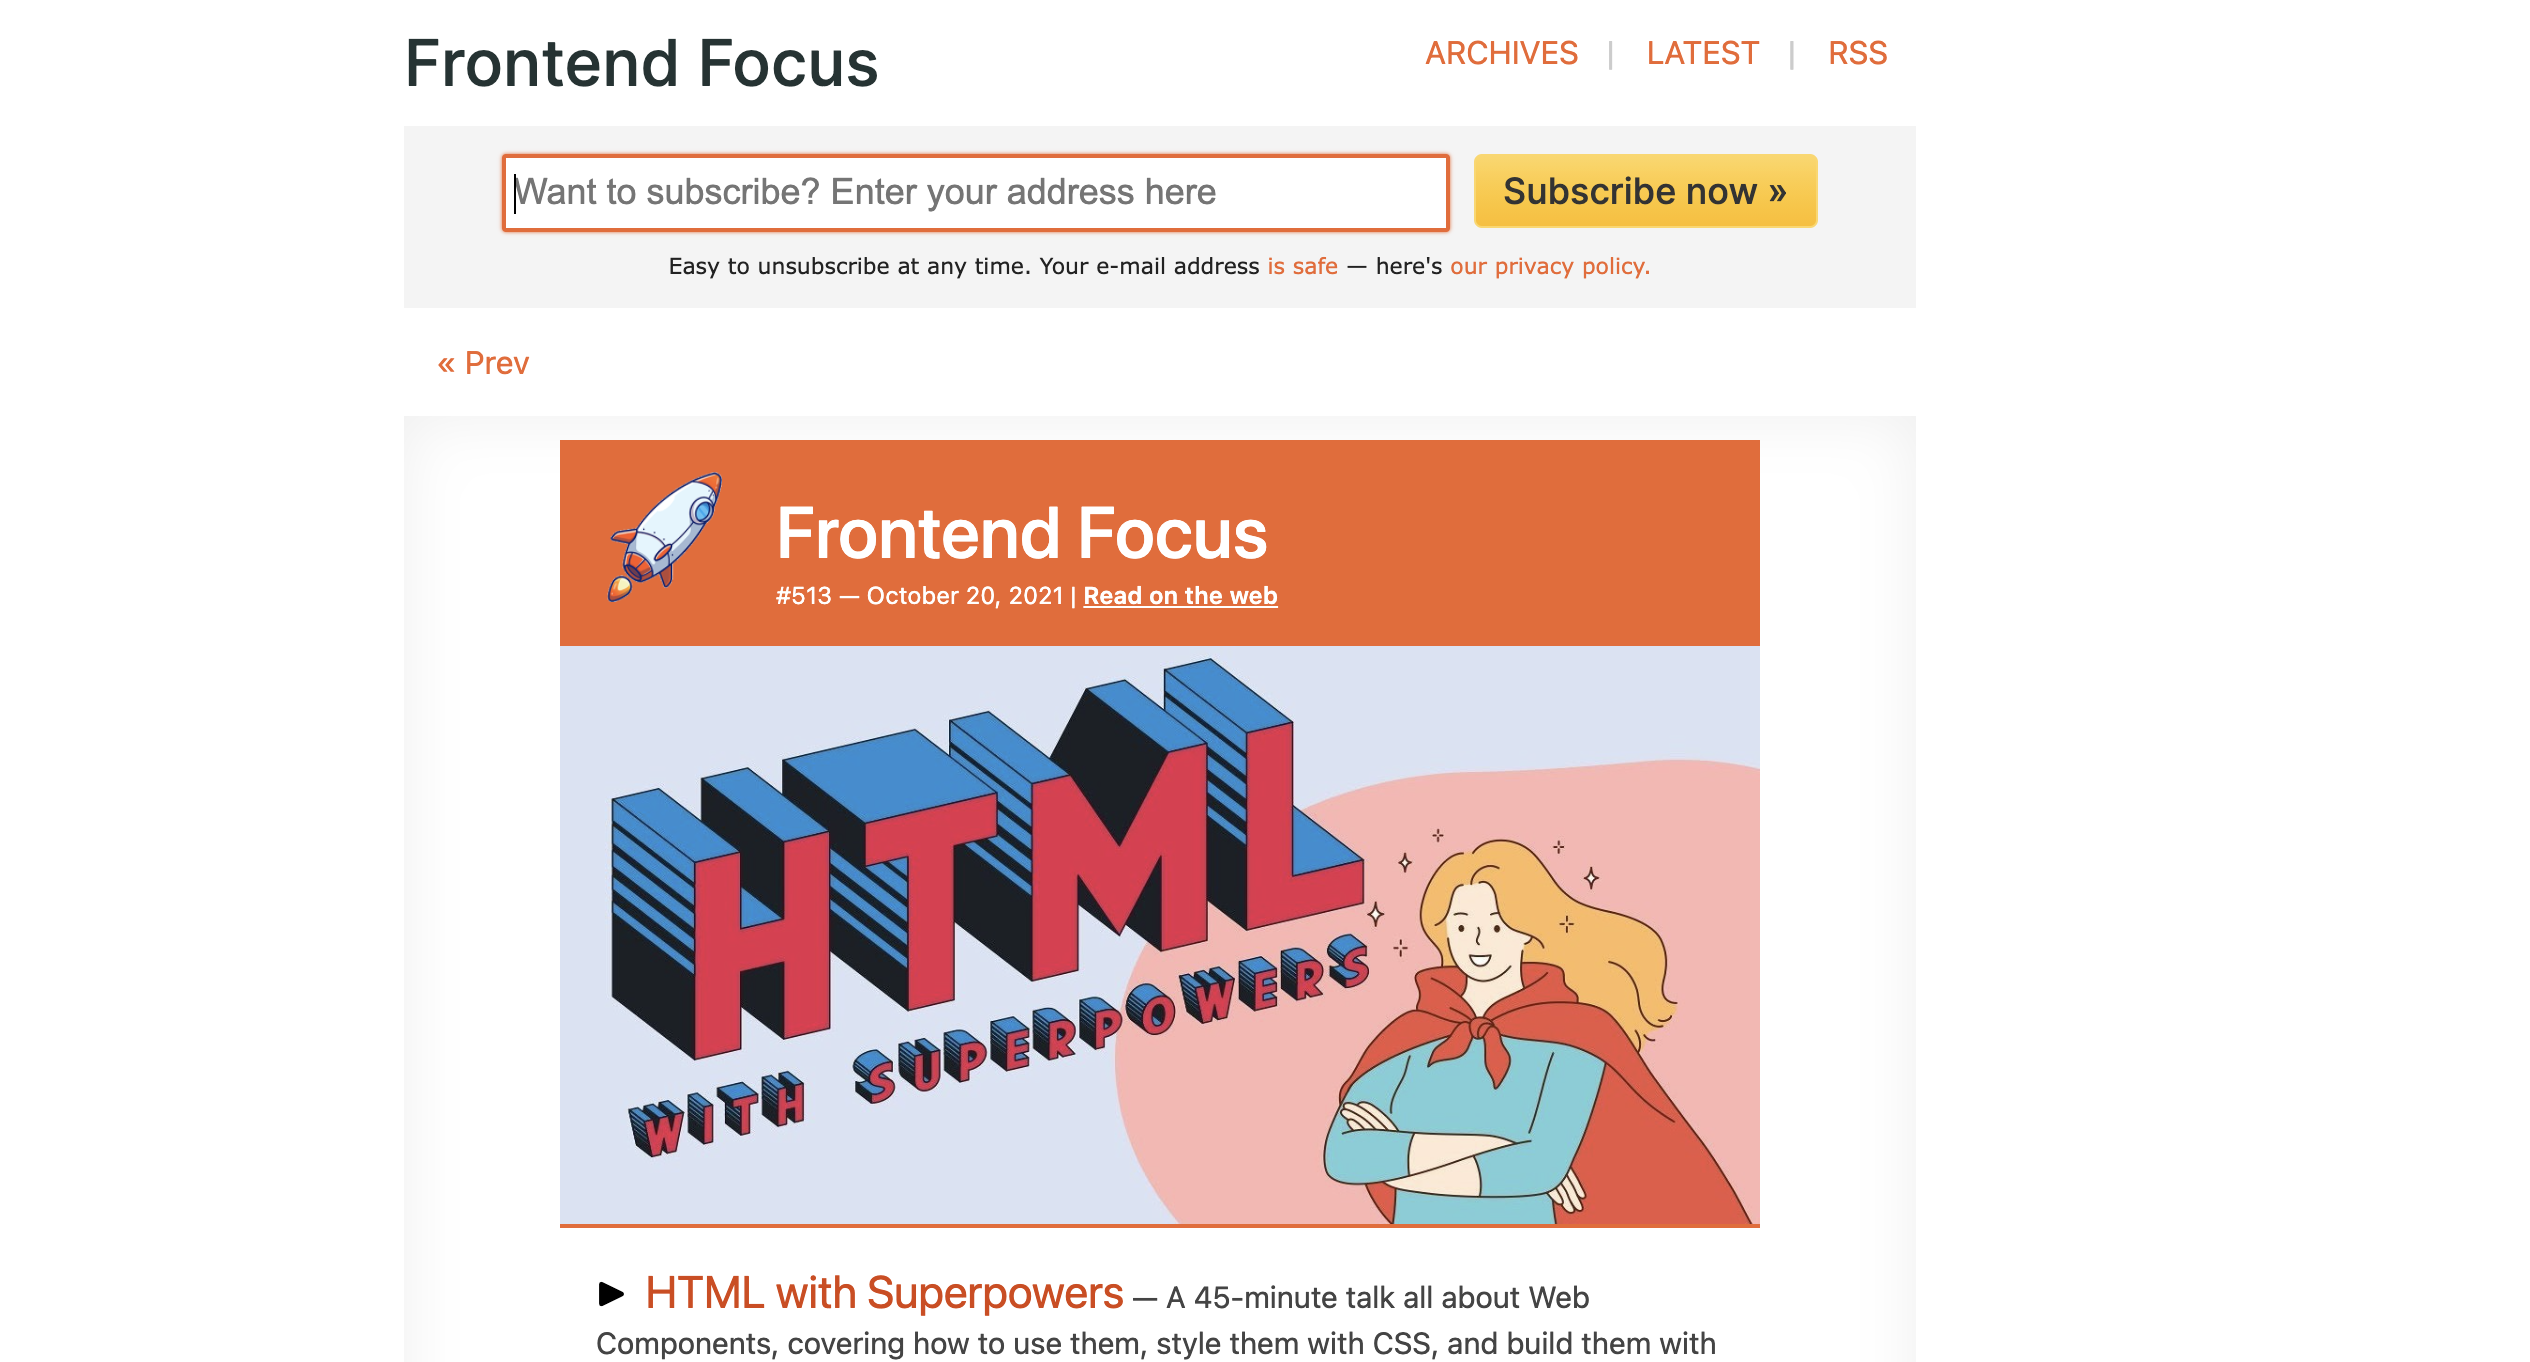 Frontend Focus
ARCHIVES | LATEST | RSS
Want to subscribe? Enter your address here
Subscribe now »
Easy to unsubscribe at any time. Your e-mail address is safe — here's our privacy policy.
« Prev
Frontend Focus
#513 — October 20, 2021 | Read on the web
HTML
WITH SUPERPOWERS
HTML with Superpowers — A 45-minute talk all about Web
Components, covering how to use them, style them with CSS, and build them with